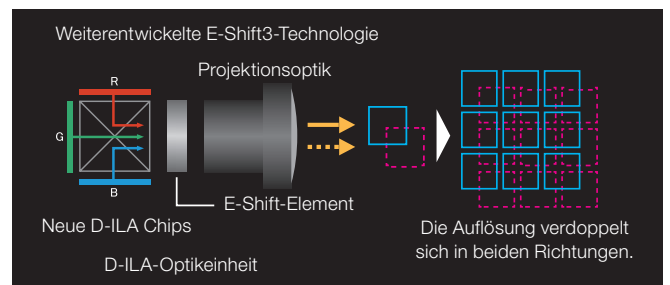 Weiterentwickelte E-Shift3-Technologie
Projektionsoptik
R
G
B
E-Shift-Element
Neue D-ILA Chips
D-ILA-Optikeinheit
Die Auflösung verdoppelt
sich in beiden Richtungen.